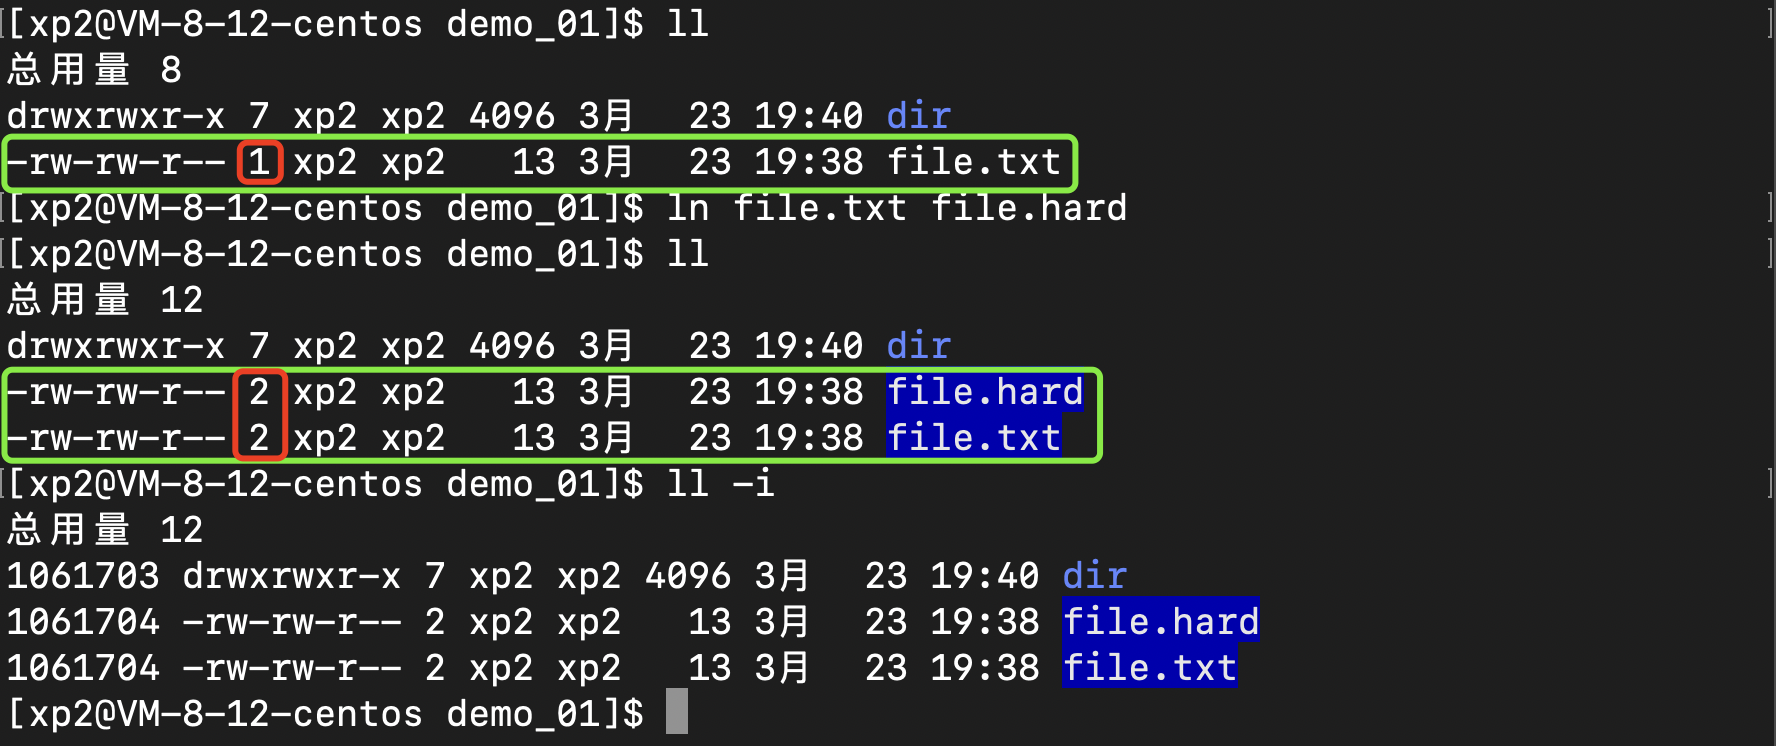 [xp2@VM-8-12-centos demo_01]$ ll
总用量 8
drwxrwxr-x 7 xp2 xp2 4096 3月  23 19:40 dir
-rw-rw-r-- 1 xp2 xp2   13 3月  23 19:38 file.txt
[xp2@VM-8-12-centos demo_01]$ ln file.txt file.hard
[xp2@VM-8-12-centos demo_01]$ ll
总用量 12
drwxrwxr-x 7 xp2 xp2 4096 3月  23 19:40 dir
-rw-rw-r-- 2 xp2 xp2   13 3月  23 19:38 file.hard
-rw-rw-r-- 2 xp2 xp2   13 3月  23 19:38 file.txt
[xp2@VM-8-12-centos demo_01]$ ll -i
总用量 12
1061703 drwxrwxr-x 7 xp2 xp2 4096 3月  23 19:40 dir
1061704 -rw-rw-r-- 2 xp2 xp2   13 3月  23 19:38 file.hard
1061704 -rw-rw-r-- 2 xp2 xp2   13 3月  23 19:38 file.txt
[xp2@VM-8-12-centos demo_01]$